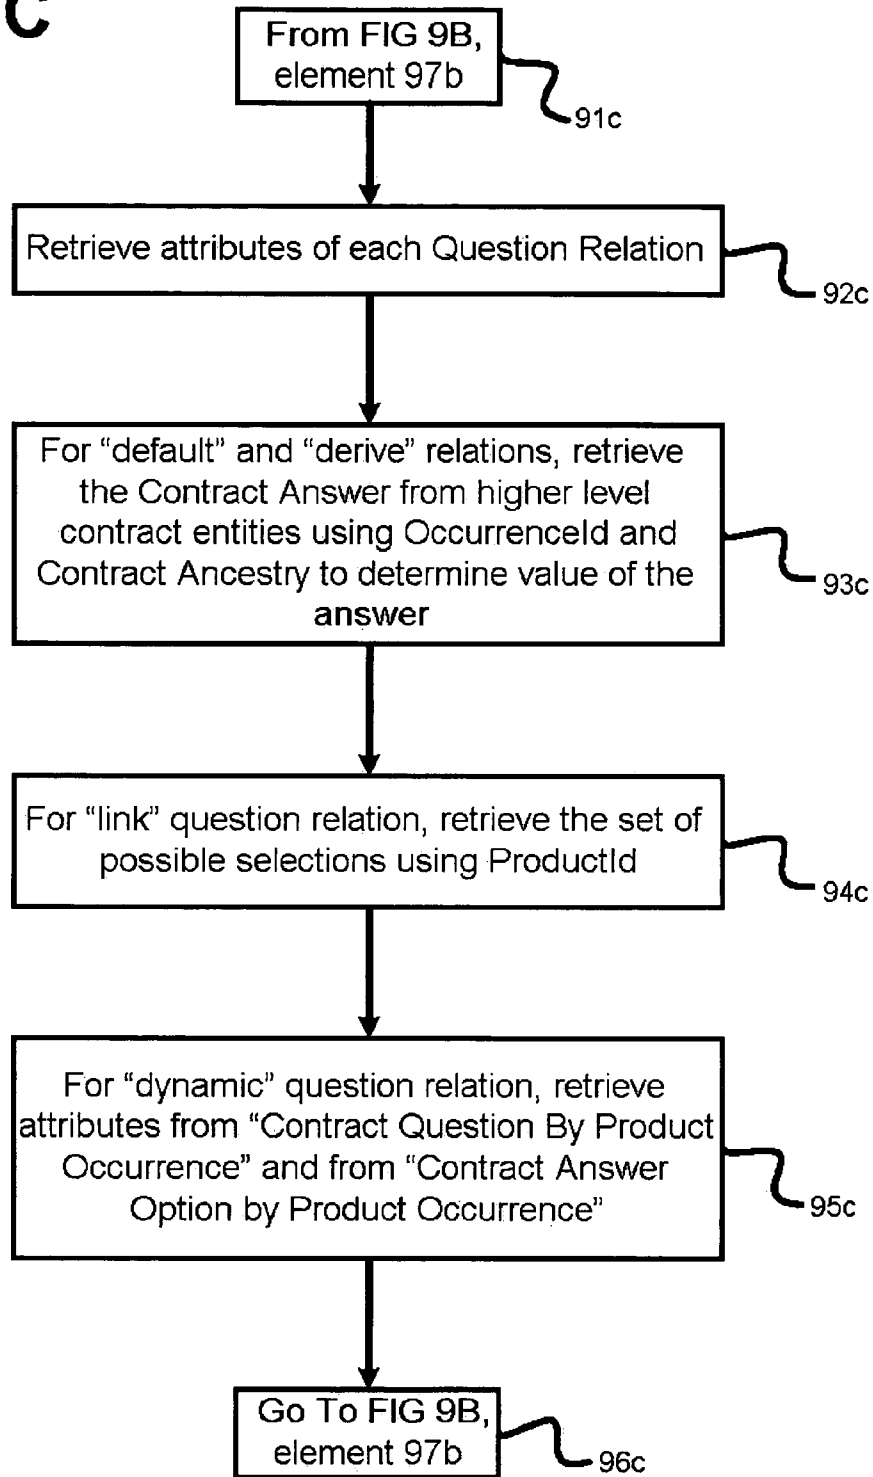 C
From FIG 9B,
element 97b
91c
Retrieve attributes of each Question Relation
92c
For “default” and “derive” relations, retrieve
the Contract Answer from higher level
contract entities using OccurrenceId and
Contract Ancestry to determine value of the
answer
93c
For “link” question relation, retrieve the set of
possible selections using ProductId
94c
For “dynamic” question relation, retrieve
attributes from “Contract Question By Product
Occurrence” and from “Contract Answer
Option by Product Occurrence”
95c
Go To FIG 9B,
element 97b
96c